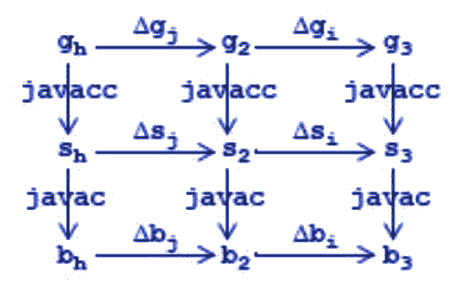 Δgⱼ Δgᵢ
gₕ g₂ g₃
javacc javacc javacc
Δsⱼ Δsᵢ
sₕ s₂ s₃
javac javac javac
Δbⱼ Δbᵢ
bₕ b₂ b₃